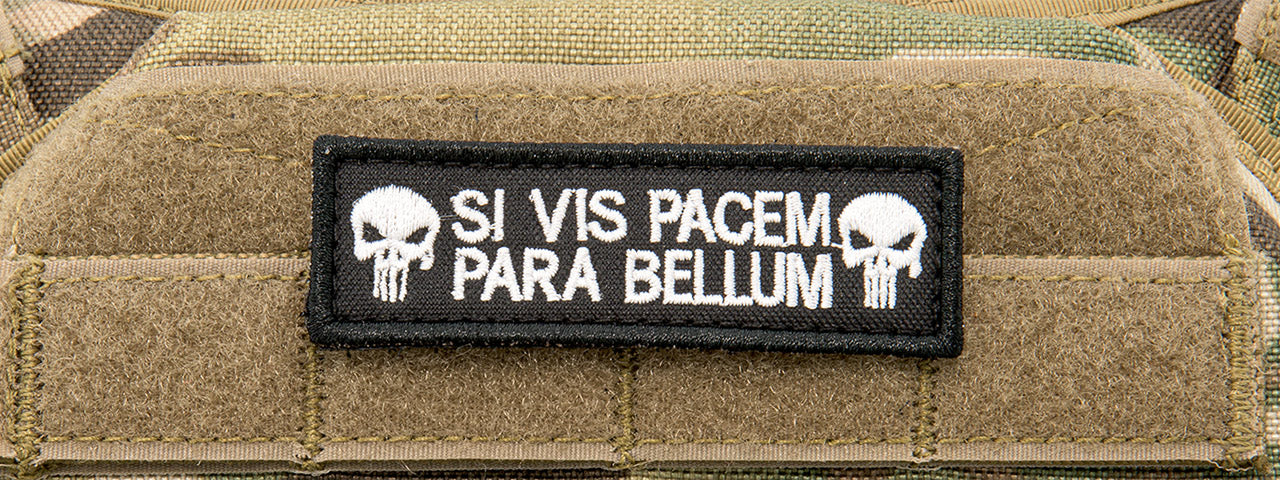 SI VIS PACEM
PARA BELLUM